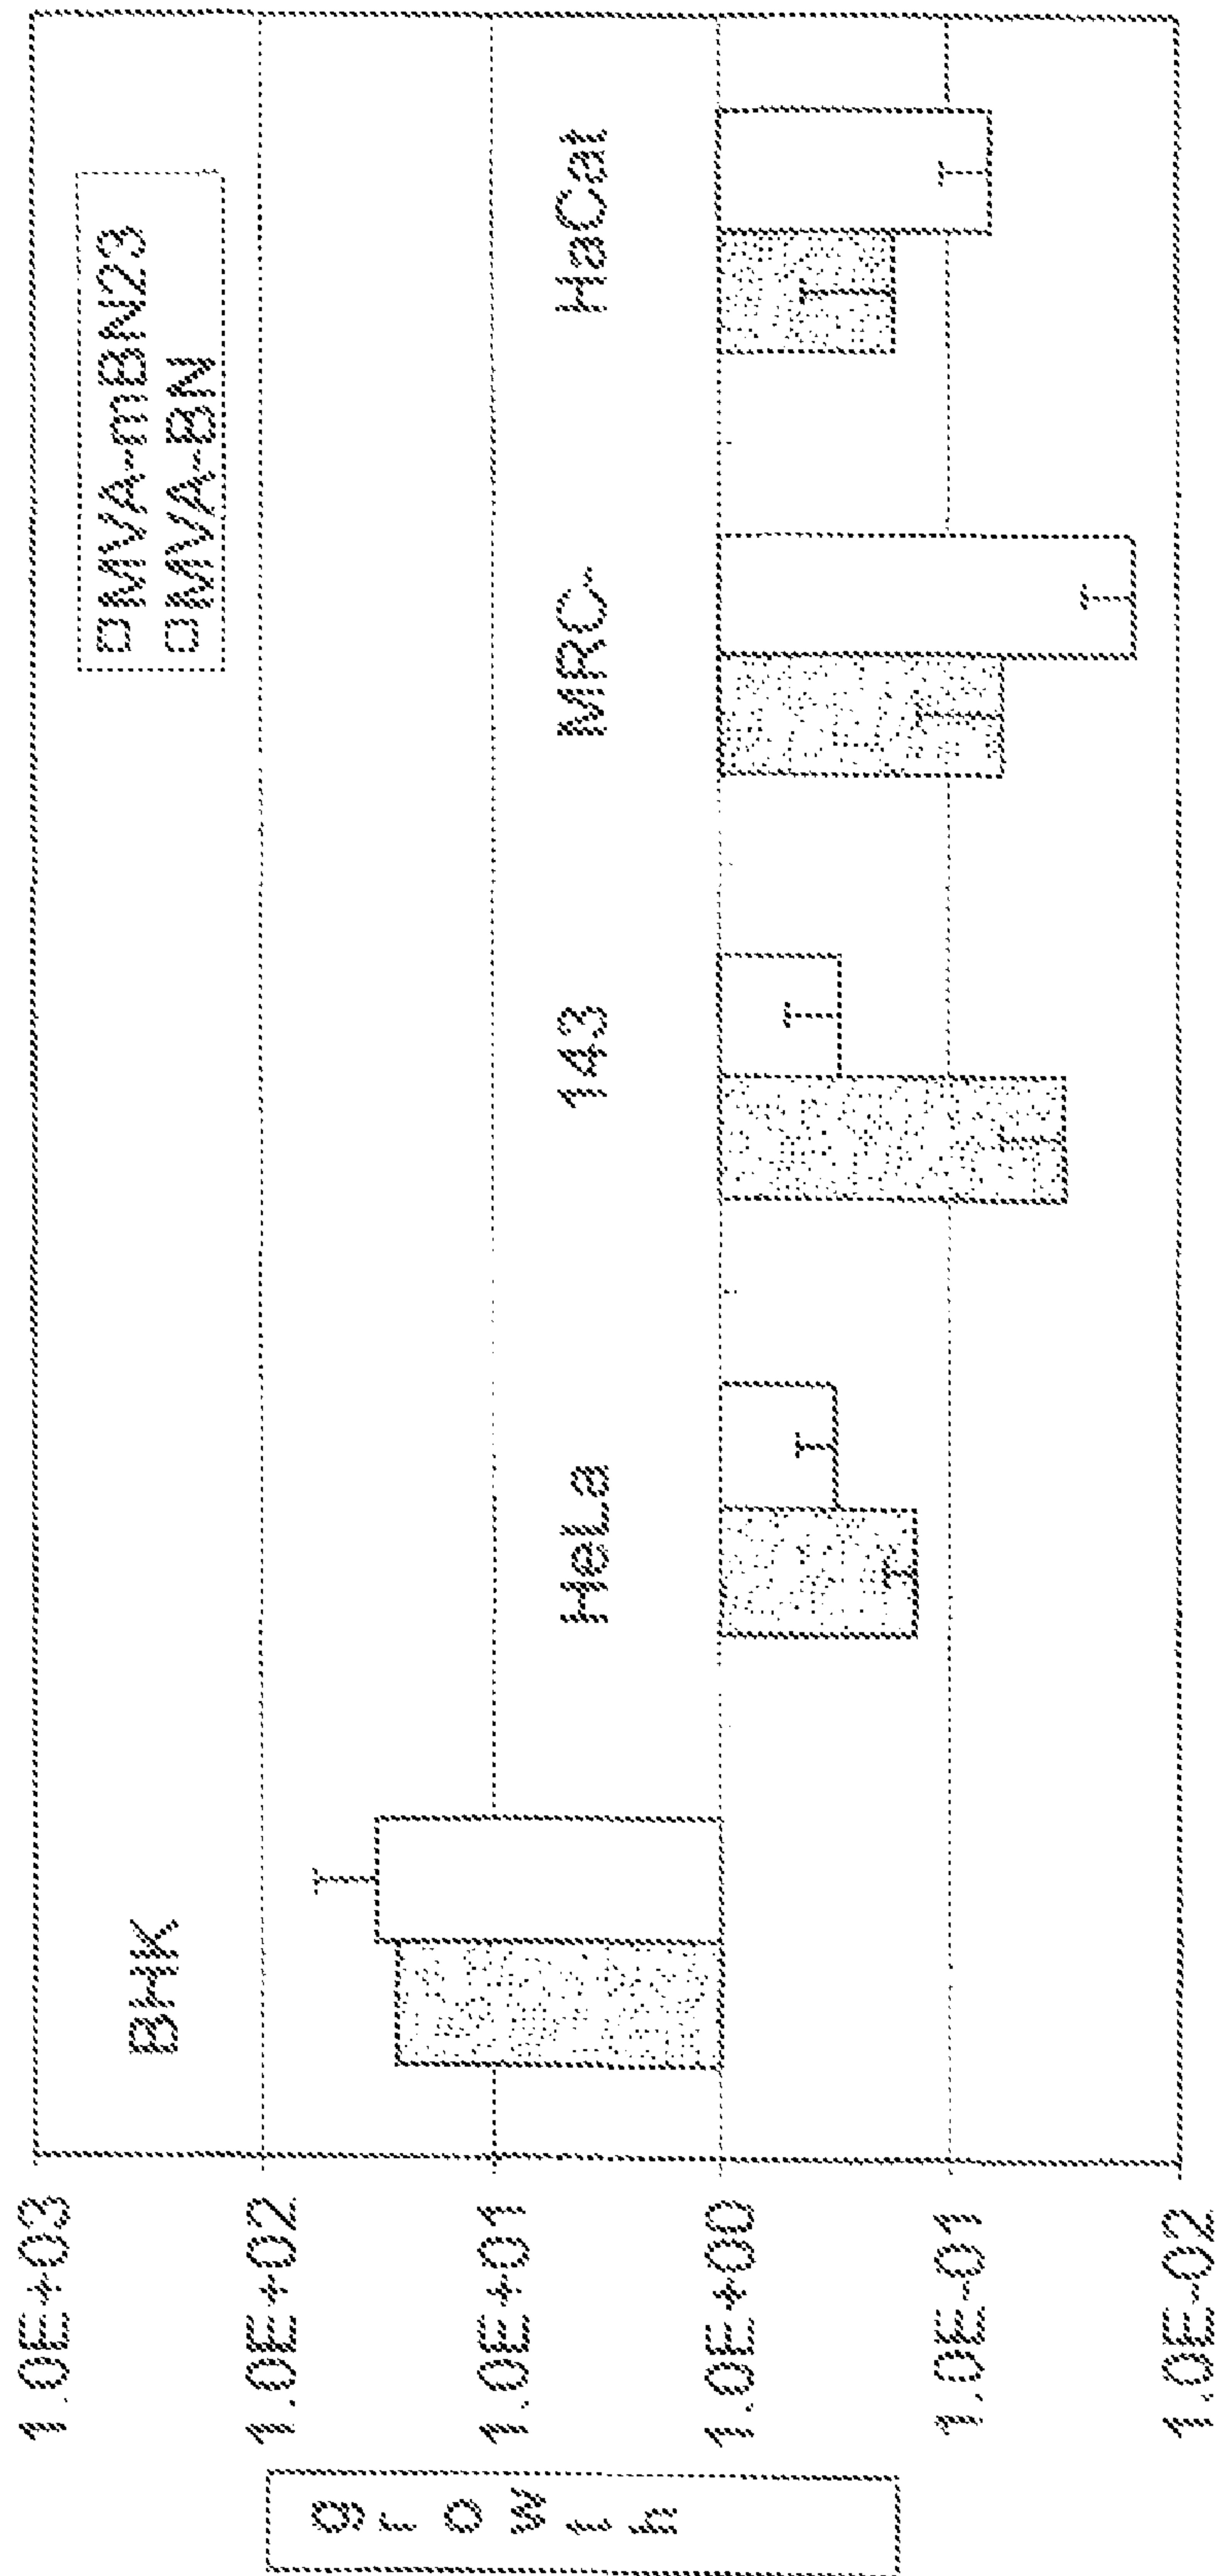 growth
1.0E+03
1.0E+02
1.0E+01
1.0E+00
1.0E-01
1.0E-02
BHK
HeLa
143
MRC-
HaCat
MVA-mBN23
MVA-BN